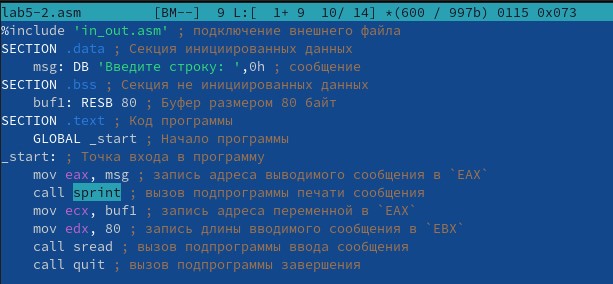 lab5-2.asm [BM--] 9 L:[ 1+ 9 10/ 14] *(600 / 997b) 0115 0x073
%include 'in_out.asm' ; подключение внешнего файла
SECTION .data ; Секция инициированных данных
msg: DB 'Введите строку: ',0h ; сообщение
SECTION .bss ; Секция не инициированных данных
buf1: RESB 80 ; Буфер размером 80 байт
SECTION .text ; Код программы
GLOBAL _start ; Начало программы
_start: ; Точка входа в программу
mov eax, msg ; запись адреса выводимого сообщения в `EAX`
call sprint ; вызов подпрограммы печати сообщения
mov ecx, buf1 ; запись адреса переменной в `EAX`
mov edx, 80 ; запись длины вводимого сообщения в `EBX`
call sread ; вызов подпрограммы ввода сообщения
call quit ; вызов подпрограммы завершения